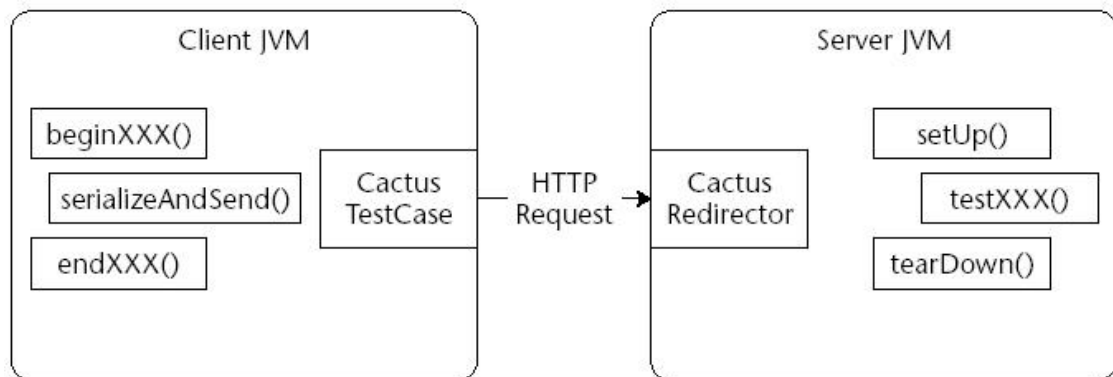 Client JVM
beginXXX()
serializeAndSend()
endXXX()
Cactus
TestCase
HTTP
Request
Server JVM
Cactus
Redirector
setUp()
testXXX()
tearDown()